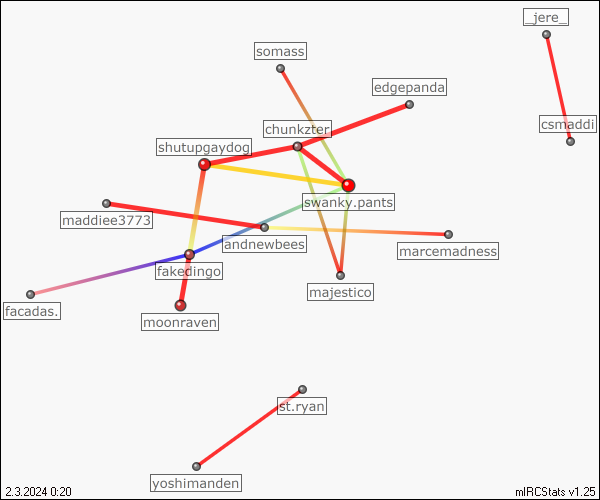 _jere_
somass
edgepanda
chunkzter
csmaddi
shutupgaydog
swanky.pants
maddiee3773
andnewbees
marcemadness
fakedingo
majestico
facadas.
moonraven
st.ryan
yoshimanden
2.3.2024 0:20
mIRCStats v1.25